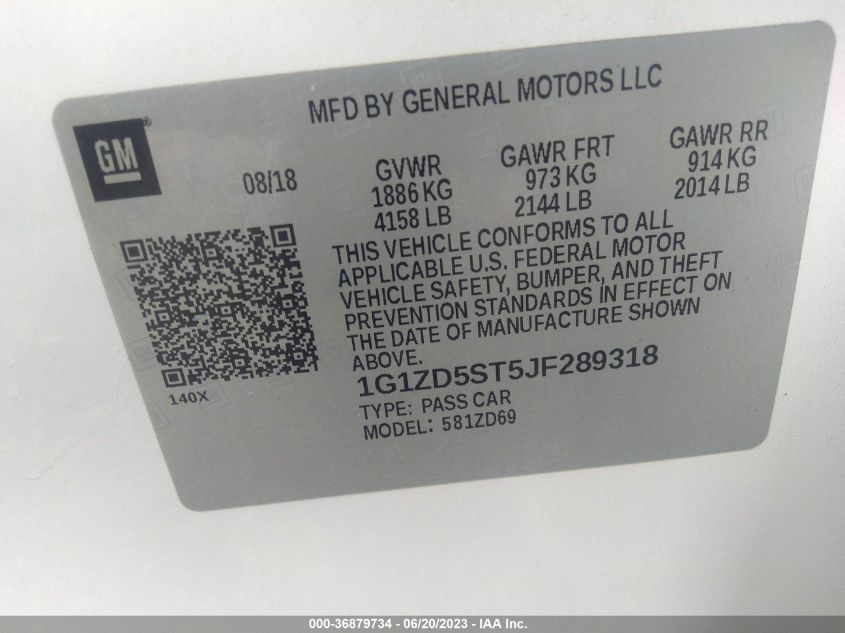 MFD BY GENERAL MOTORS LLC
GM®
08/18
GVWR
1886 KG
4158 LB
GAWR FRT
973 KG
2144 LB
GAWR RR
914 KG
2014 LB
THIS VEHICLE CONFORMS TO ALL
APPLICABLE U.S. FEDERAL MOTOR
VEHICLE SAFETY, BUMPER, AND THEFT
PREVENTION STANDARDS IN EFFECT ON
THE DATE OF MANUFACTURE SHOWN
ABOVE.
140X
1G1ZD5ST5JF289318
TYPE: PASS CAR
MODEL: 581ZD69
000-36879734 - 06/20/2023 - IAA Inc.